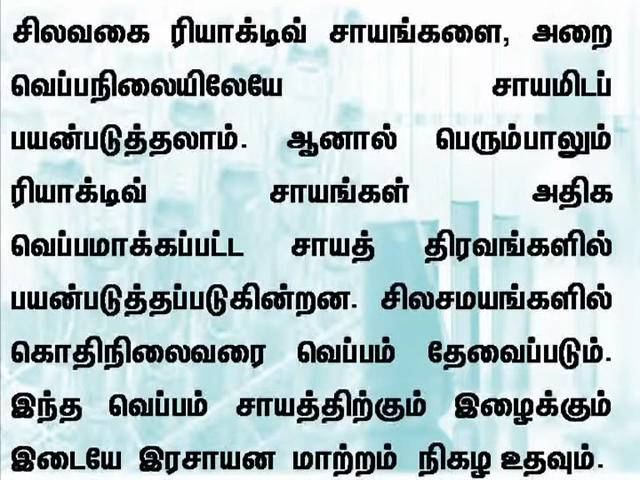 சிலவகை ரியாக்டிவ் சாயங்களை, அறை
வெப்பநிலையிலேயே சாயமிடப்
பயன்படுத்தலாம். ஆனால் பெரும்பாலும்
ரியாக்டிவ் சாயங்கள் அதிக
வெப்பமாக்கப்பட்ட சாயத் திரவங்களில்
பயன்படுத்தப்படுகின்றன. சிலசமயங்களில்
கொதிநிலைவரை வெப்பம் தேவைப்படும்.
இந்த வெப்பம் சாயத்திற்கும் இழைக்கும்
இடையே இரசாயன மாற்றம் நிகழ உதவும்.